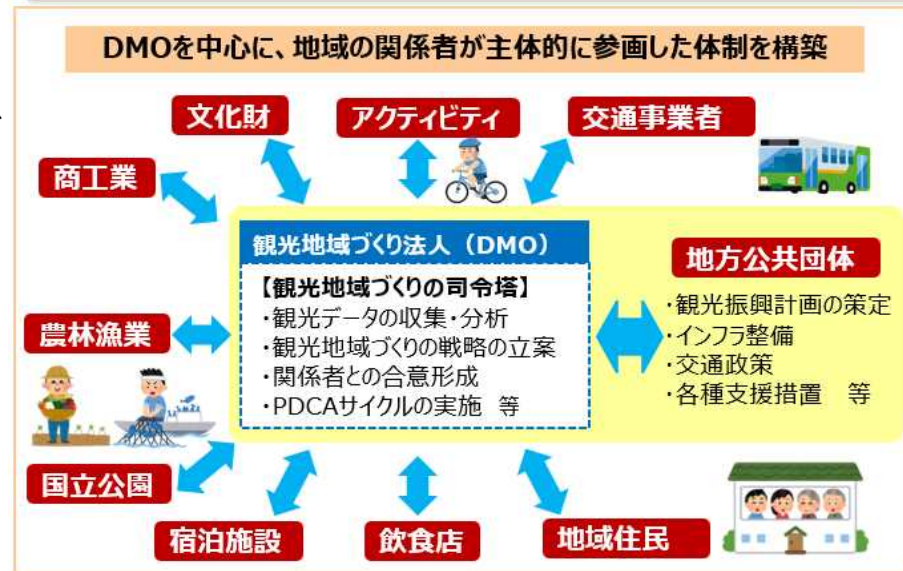 DMOを中心に、地域の関係者が主体的に参画した体制を構築
文化財
アクティビティ
交通事業者
商工業
観光地域づくり法人(DMO)
【観光地域づくりの司令塔】
・観光データの収集・分析
・観光地域づくりの戦略の立案
・関係者との合意形成
・PDCAサイクルの実施 等
地方公共団体
・観光振興計画の策定
・インフラ整備
・交通政策
・各種支援措置 等
農林漁業
国立公園
宿泊施設
飲食店
地域住民